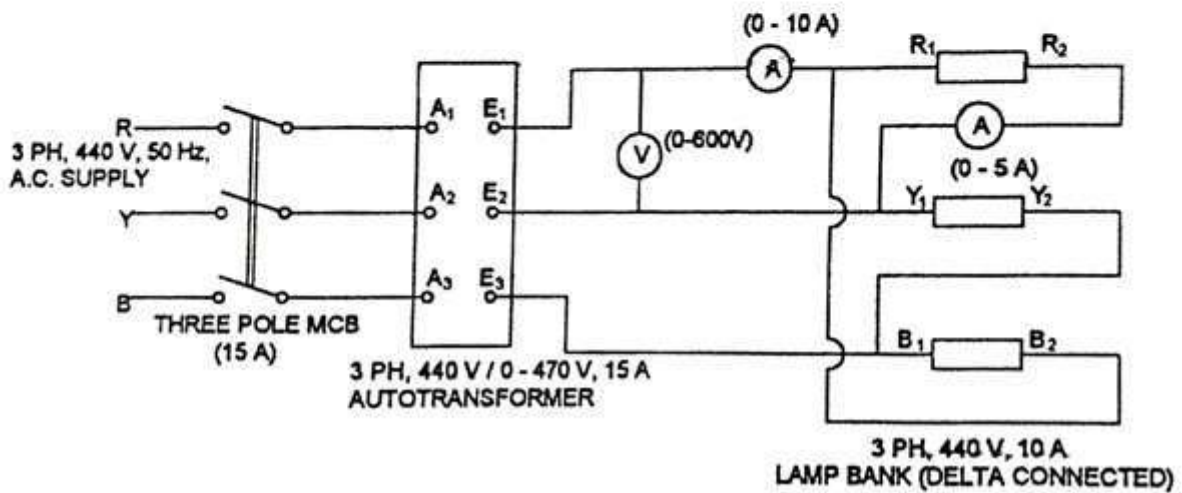 (0 - 10 A)
A
R1
R2
R
A1
E1
3 PH, 440 V, 50 Hz,
A.C. SUPPLY
V
(0-600V)
A
(0 - 5 A)
Y
A2
E2
Y1
Y2
B
A3
E3
THREE POLE MCB
(15 A)
B1
B2
3 PH, 440 V / 0 - 470 V, 15 A
AUTOTRANSFORMER
3 PH, 440 V, 10 A
LAMP BANK (DELTA CONNECTED)